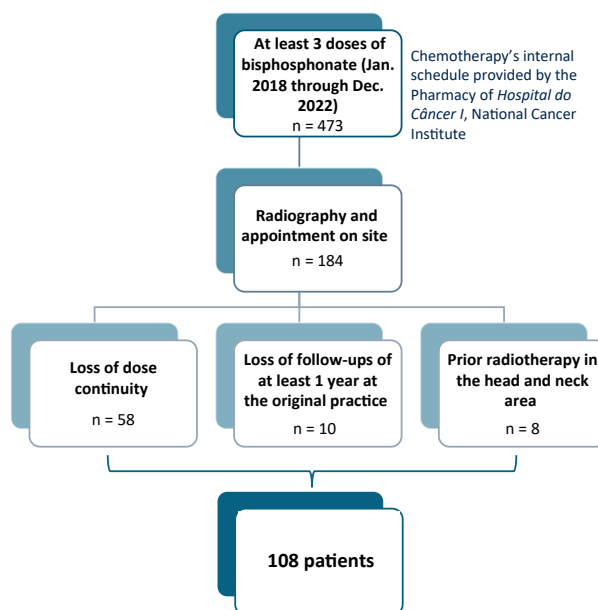 At least 3 doses of
bisphosphonate (Jan.
2018 through Dec.
2022)
n = 473
Chemotherapy’s internal
schedule provided by the
Pharmacy of Hospital do
Câncer I, National Cancer
Institute
Radiography and
appointment on site
n = 184
Loss of dose
continuity
n = 58
Loss of follow-ups of
at least 1 year at
the original practice
n = 10
Prior radiotherapy in
the head and neck
area
n = 8
108 patients